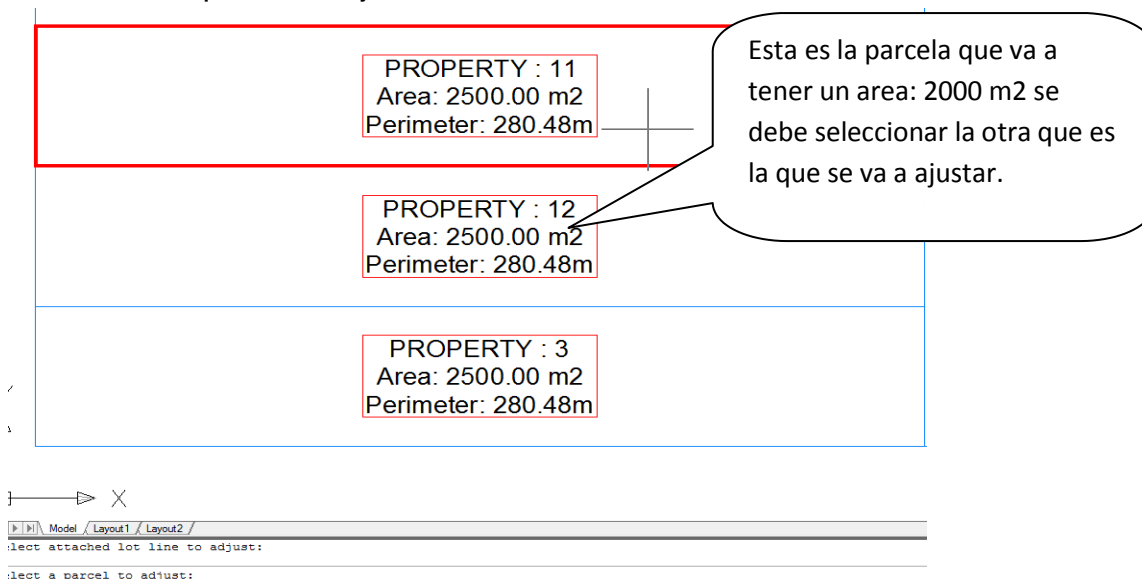 PROPERTY : 11
Area: 2500.00 m2
Perimeter: 280.48m
Esta es la parcela que va a
tener un area: 2000 m2 se
debe seleccionar la otra que es
la que se va a ajustar.
PROPERTY : 12
Area: 2500.00 m2
Perimeter: 280.48m
PROPERTY : 3
Area: 2500.00 m2
Perimeter: 280.48m
X
Model Layout1 Layout2
lect attached lot line to adjust:
lect a parcel to adjust: